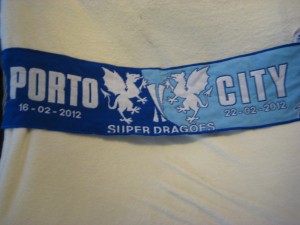 PORTO CITY
16-02-2012 22-02-2012
SUPER DRAGOES